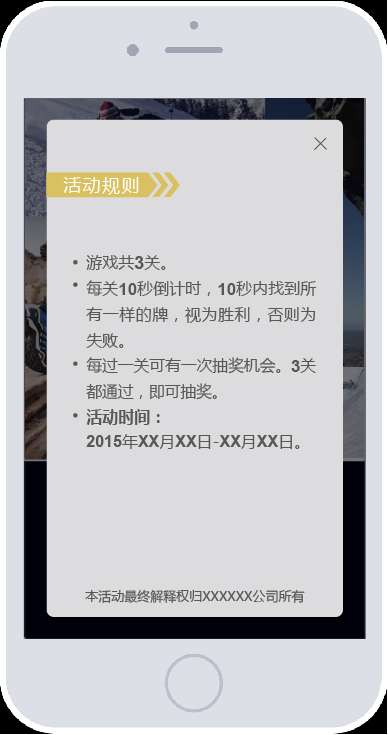 活动规则
• 游戏共3关。
• 每关10秒倒计时，10秒内找到所
有一样的牌，视为胜利，否则为
失败。
• 每过一关可有一次抽奖机会。3关
都通过，即可抽奖。
• 活动时间：
2015年XX月XX日-XX月XX日。
本活动最终解释权归XXXXXX公司所有